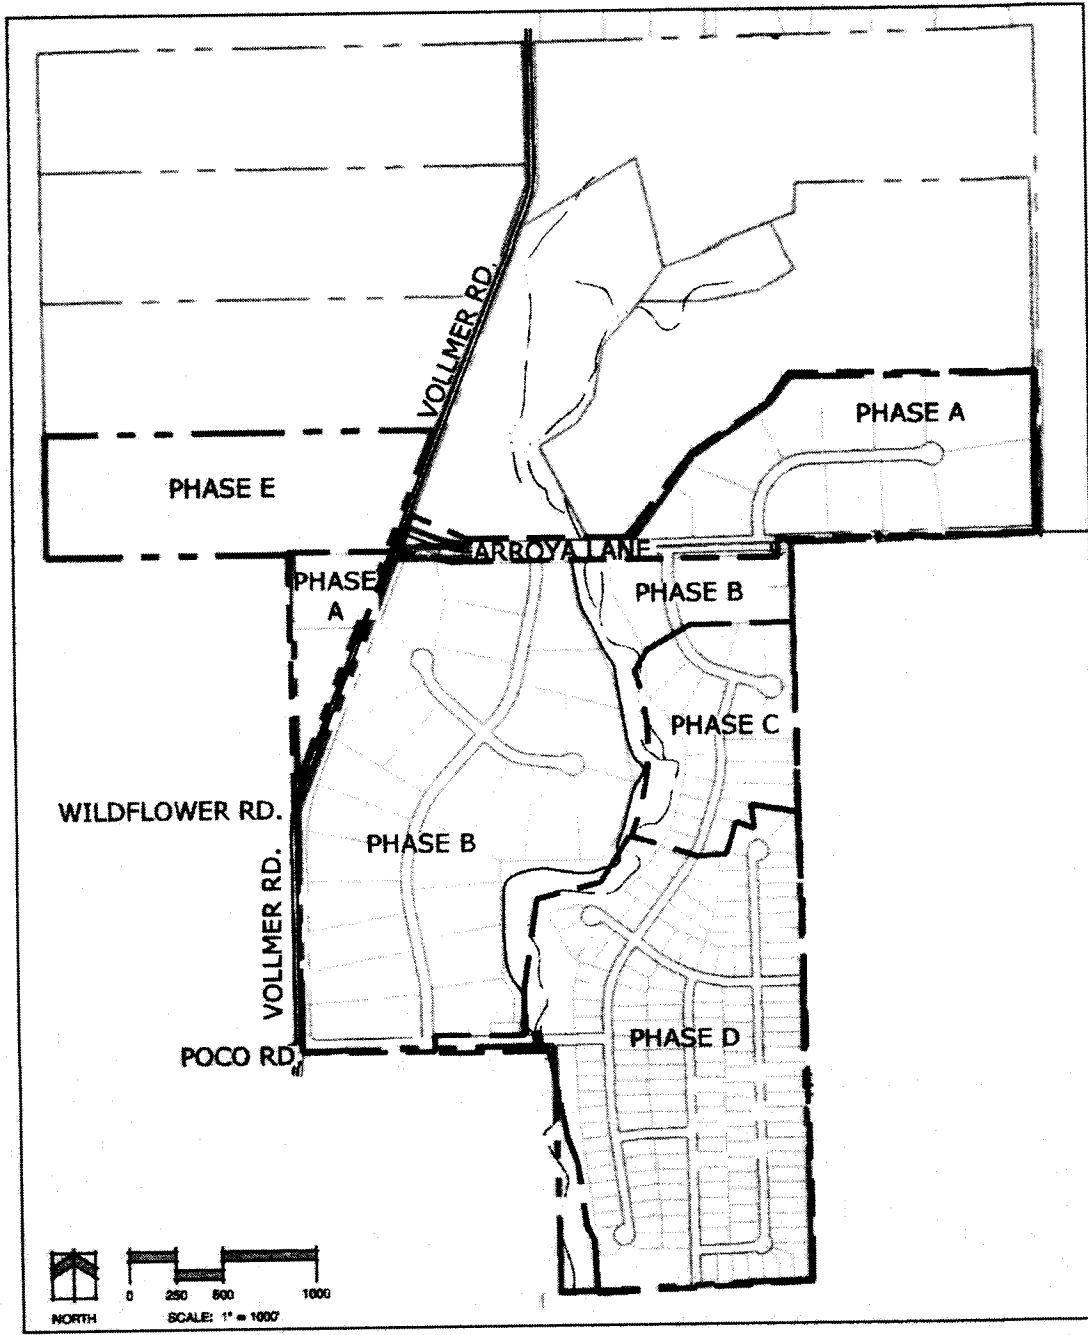 VOLLMER RD.
PHASE A
PHASE E
ARROYA LANE
PHASE
A
PHASE B
PHASE C
WILDFLOWER RD.
PHASE B
VOLLMER RD.
PHASE D
POCO RD.
NORTH
0 250 500 1000
SCALE: 1" = 1000'